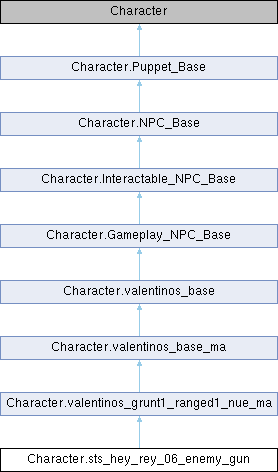 Character
Character.Puppet_Base
Character.NPC_Base
Character.Interactable_NPC_Base
Character.Gameplay_NPC_Base
Character.valentinos_base
Character.valentinos_base_ma
Character.valentinos_grunt1_ranged1_nue_ma
Character.sts_hey_rey_06_enemy_gun